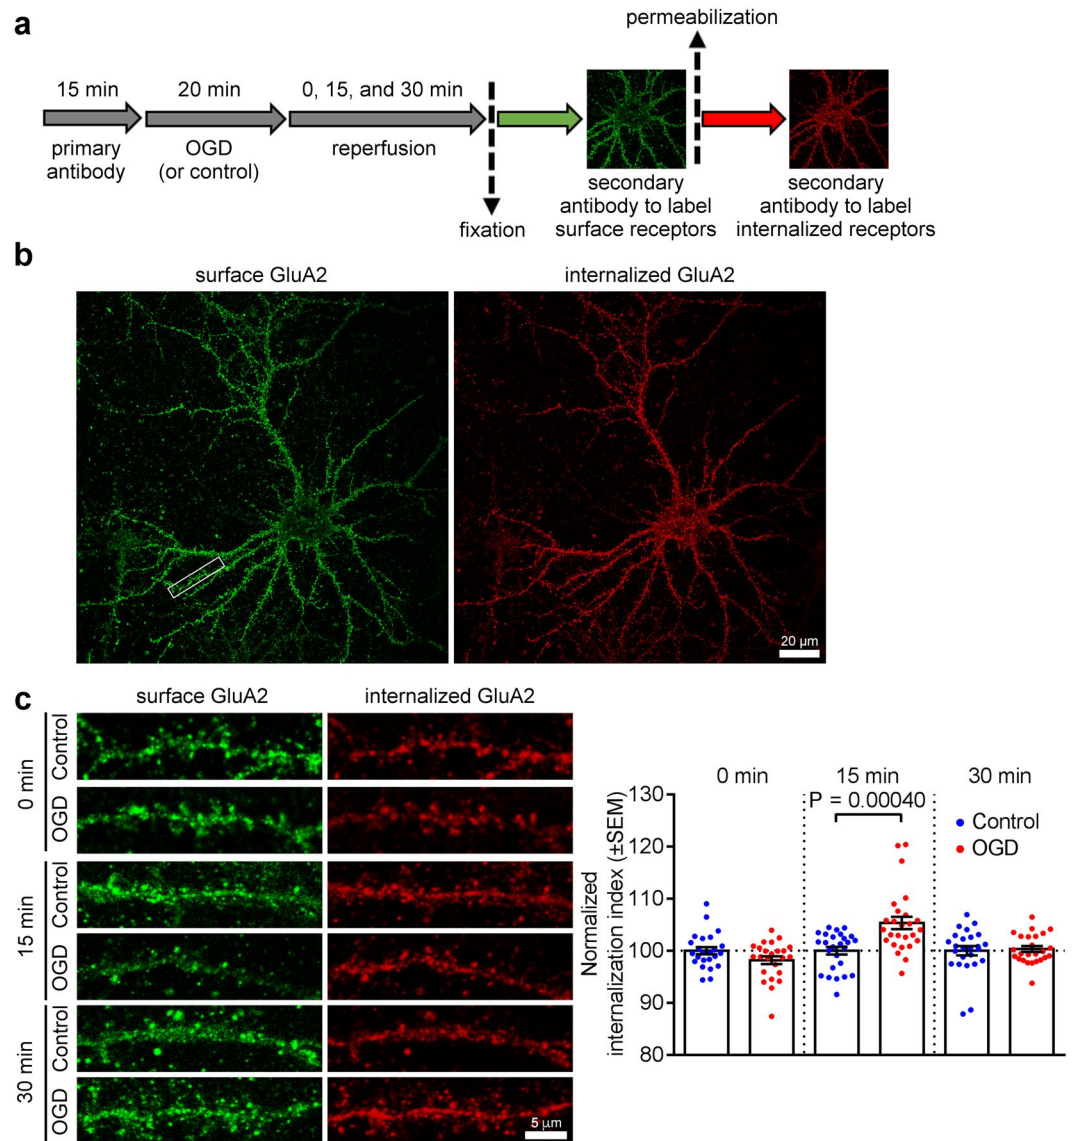 a
permeabilization
15 min
20 min
0, 15, and 30 min
primary
antibody
OGD
(or control)
reperfusion
fixation
secondary
antibody to label
surface receptors
secondary
antibody to label
internalized receptors
b
surface GluA2
internalized GluA2
20 µm
c
surface GluA2
internalized GluA2
0 min
Control
OGD
15 min
Control
OGD
30 min
Control
OGD
5 µm
0 min
15 min
30 min
P = 0.00040
Control
OGD
Normalized
internalization index (±SEM)
130
120
110
100
90
80